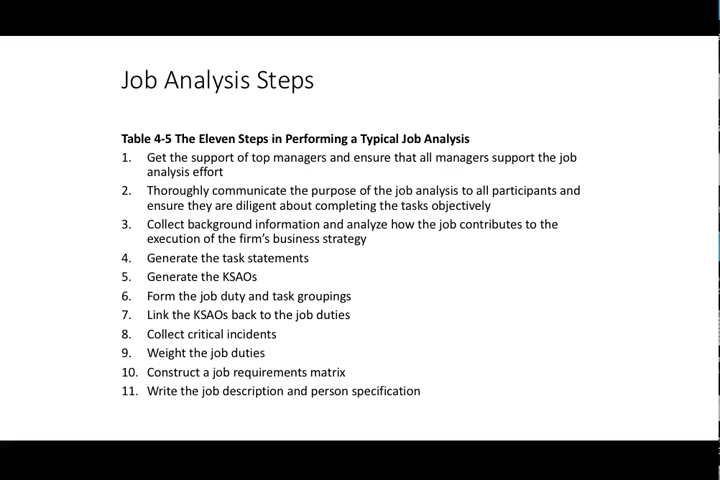 Job Analysis Steps
Table 4-5 The Eleven Steps in Performing a Typical Job Analysis
1. Get the support of top managers and ensure that all managers support the job
analysis effort
2. Thoroughly communicate the purpose of the job analysis to all participants and
ensure they are diligent about completing the tasks objectively
3. Collect background information and analyze how the job contributes to the
execution of the firm's business strategy
4. Generate the task statements
5. Generate the KSAOs
6. Form the job duty and task groupings
7. Link the KSAOs back to the job duties
8. Collect critical incidents
9. Weight the job duties
10. Construct a job requirements matrix
11. Write the job description and person specification